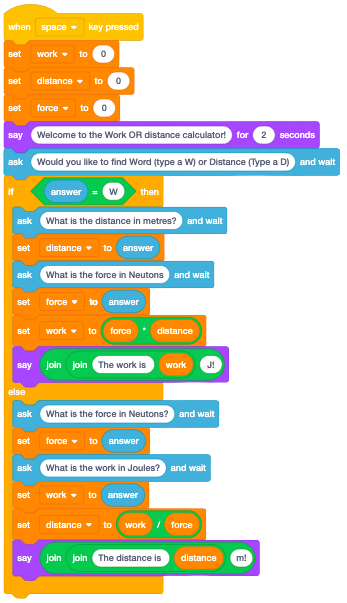 when space key pressed
set work to 0
set distance to 0
set force to 0
say Welcome to the Work OR distance calculator! for 2 seconds
ask Would you like to find Word (type a W) or Distance (Type a D) and wait
if answer = W then
ask What is the distance in metres? and wait
set distance to answer
ask What is the force in Neutons and wait
set force to answer
set work to force * distance
say join join The work is work J!
else
ask What is the force in Neutons? and wait
set force to answer
ask What is the work in Joules? and wait
set work to answer
set distance to work / force
say join join The distance is distance m!